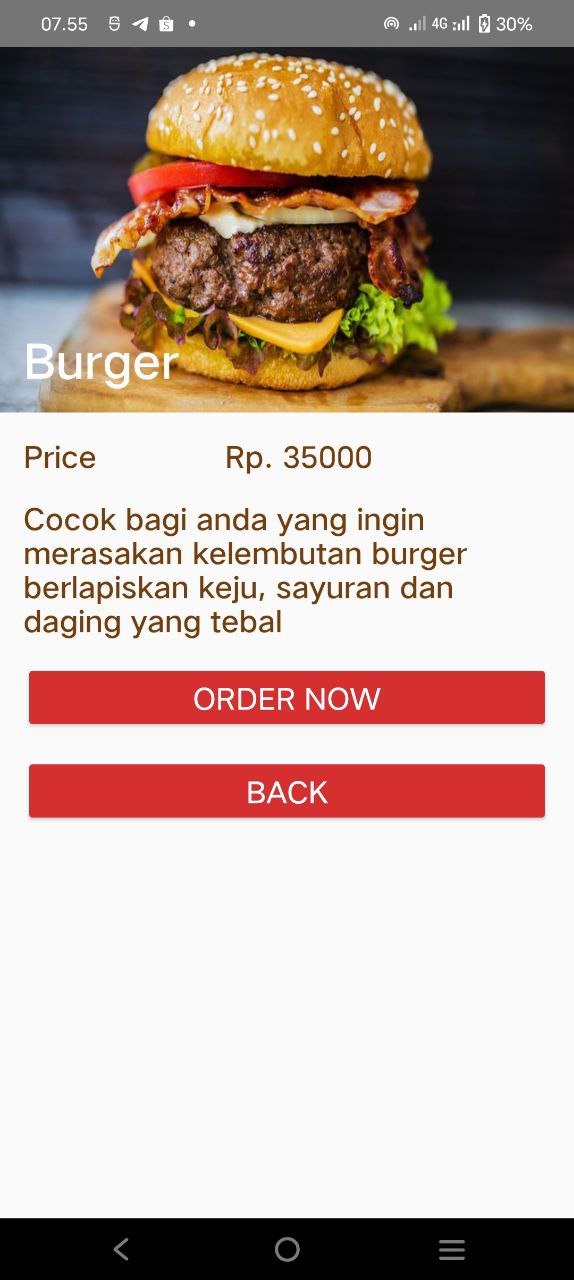 07.55 4G 30%
Burger
Price Rp. 35000
Cocok bagi anda yang ingin
merasakan kelembutan burger
berlapiskan keju, sayuran dan
daging yang tebal
ORDER NOW
BACK